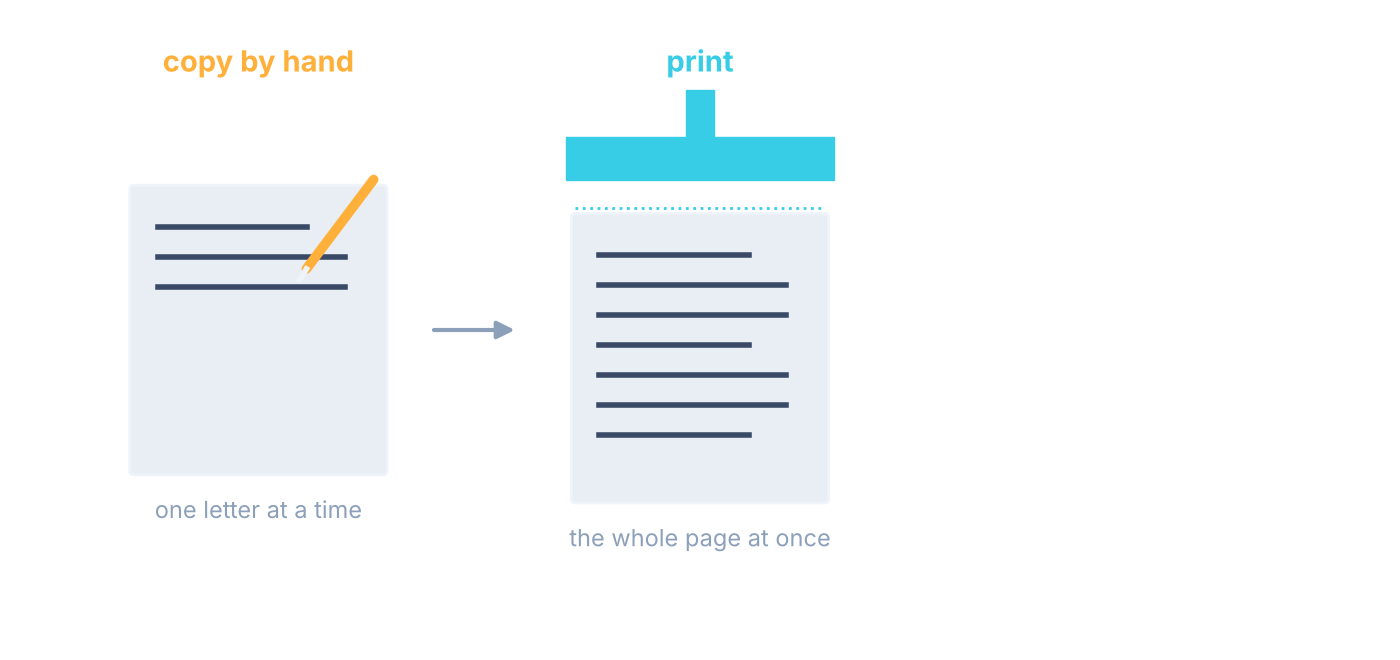 copy by hand
print
one letter at a time
the whole page at once